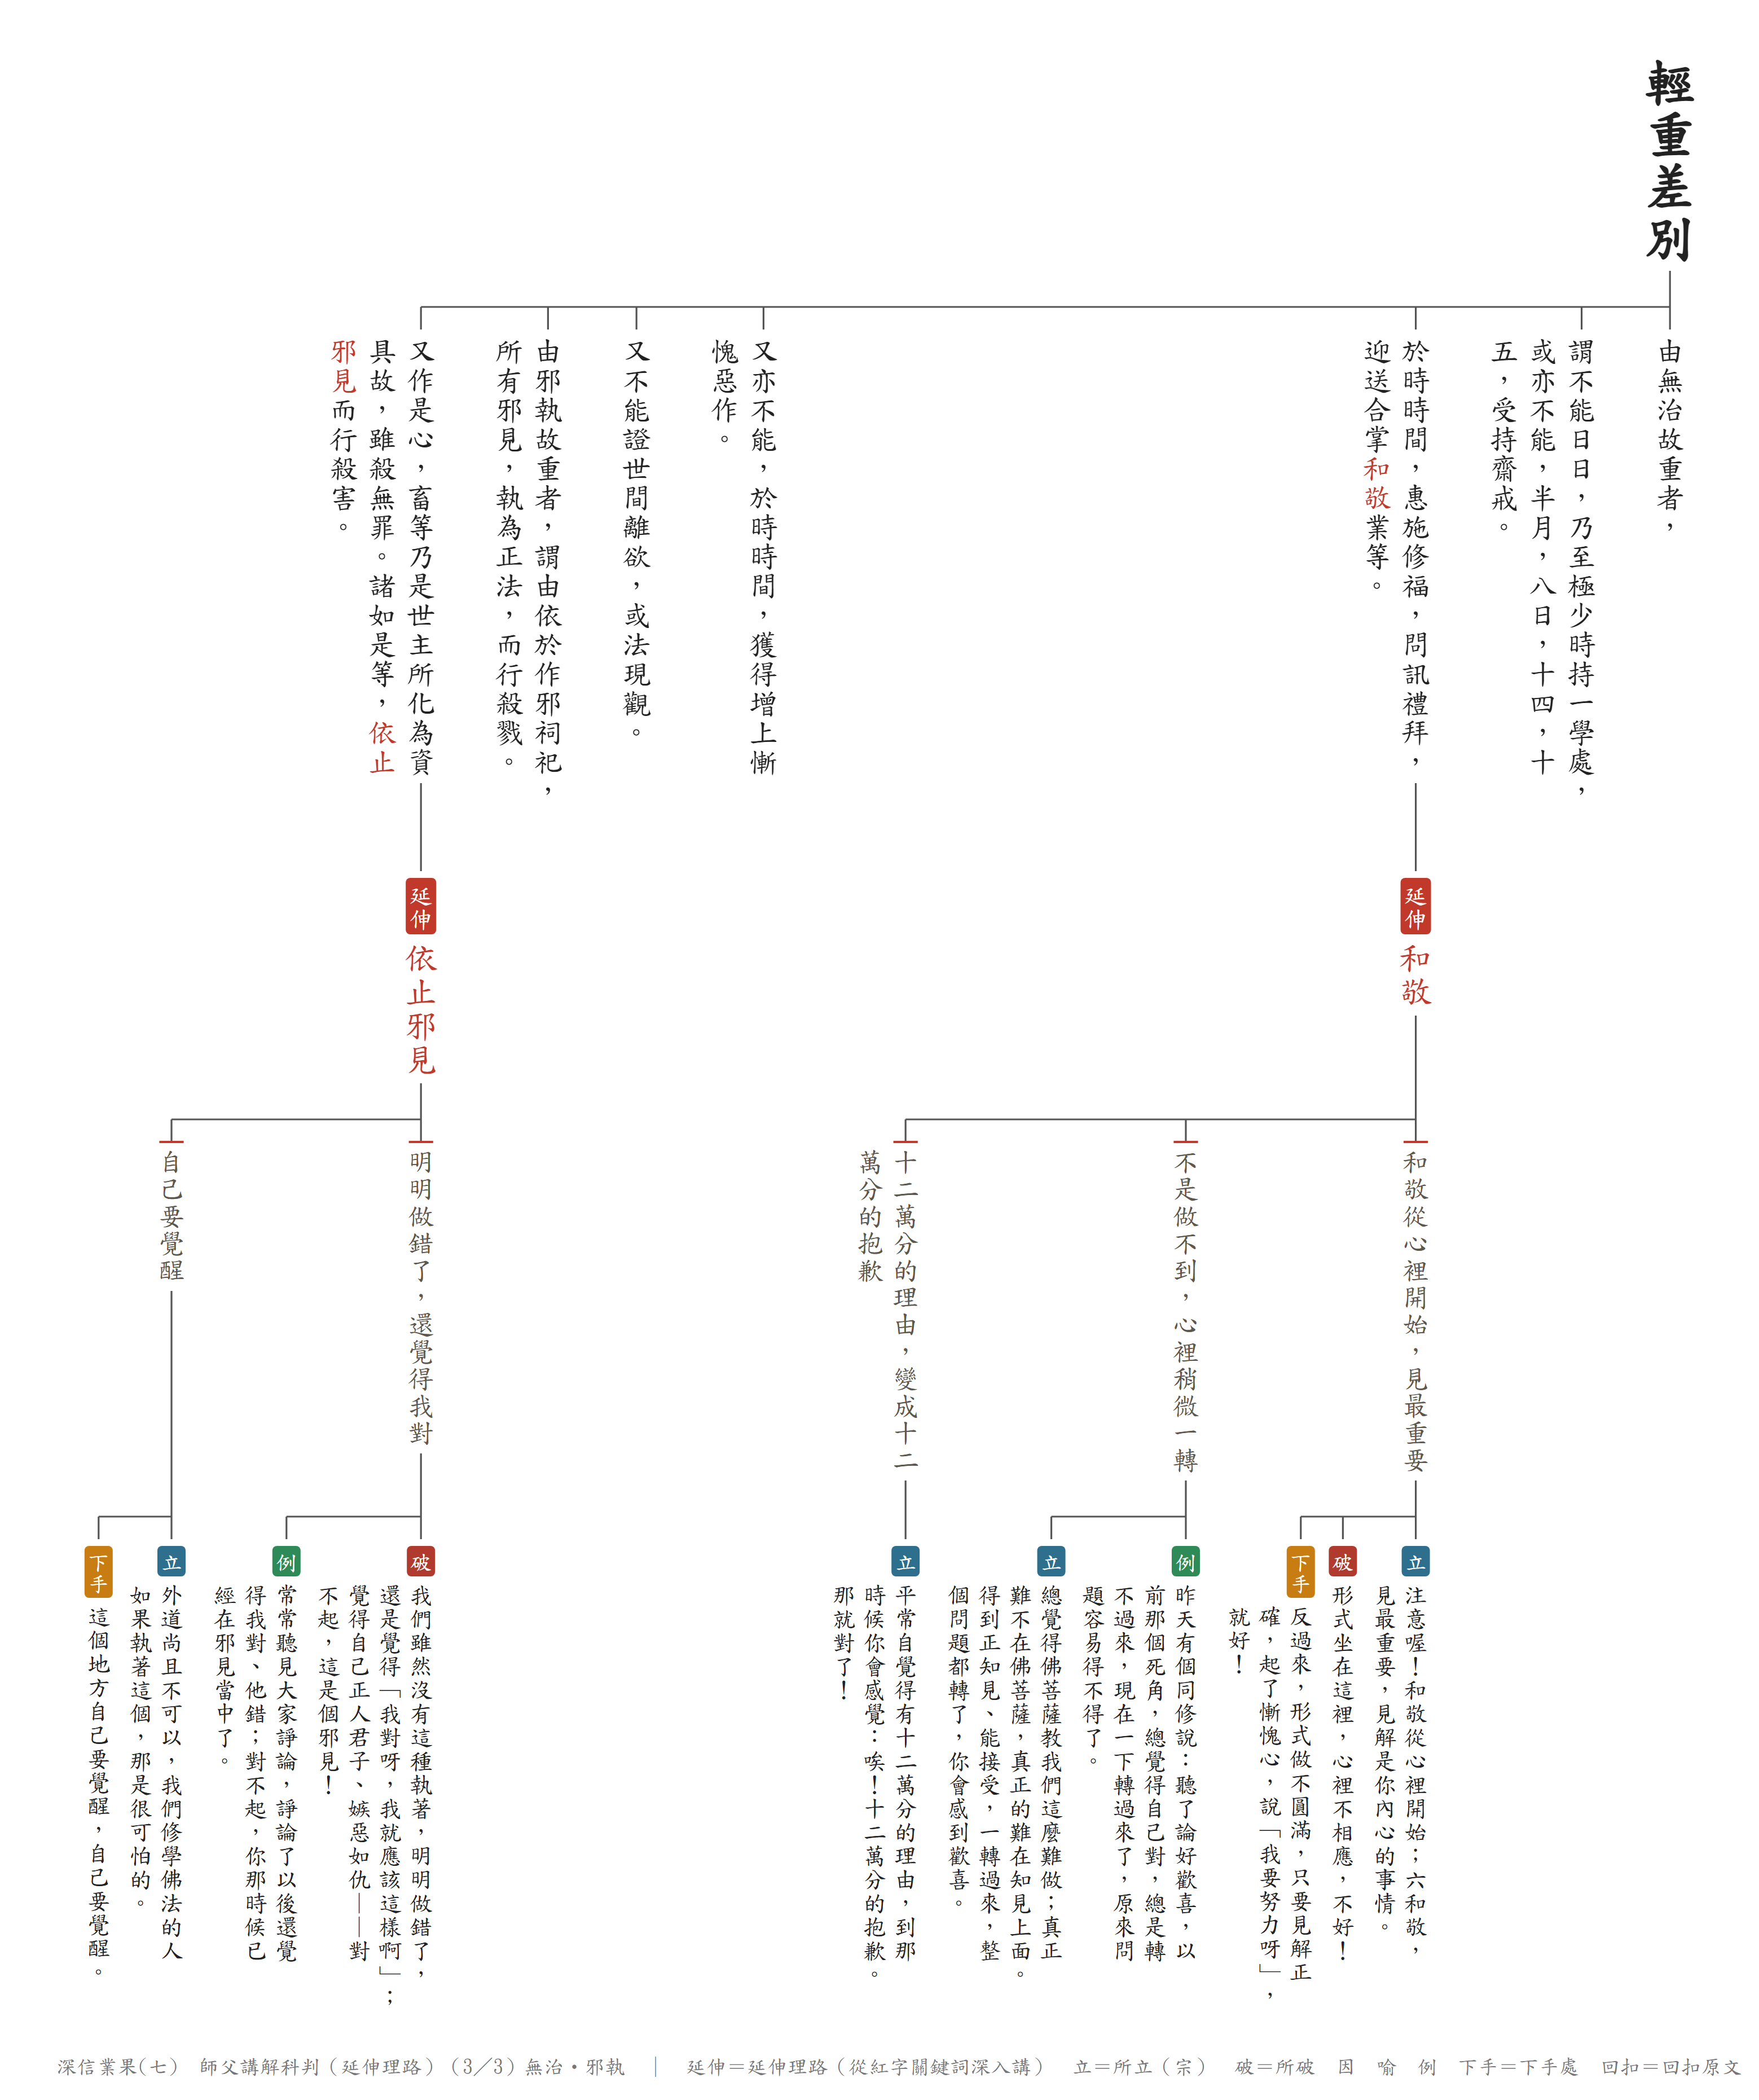 輕重差別
由無治故重者，
謂不能日日，乃至極少時持一學處，
或亦不能，半月，八日，十四，十
五，受持齋戒。
於時時間，惠施修福，問訊禮拜，
迎送合掌和敬業等。
又亦不能，於時時間，獲得增上慚
愧惡作。
又不能證世間離欲，或法現觀。
由邪執故重者，謂由依於作邪祠祀，
所有邪見，執為正法，而行殺戮。
又作是心，畜等乃是世主所化為資
具故，雖殺無罪。諸如是等，依止
邪見而行殺害。
延伸
和敬
和敬從心裡開始，見最重要
立
注意喔！和敬從心裡開始；六和敬，
見最重要，見解是你內心的事情。
破
形式坐在這裡，心裡不相應，不好！
下手
反過來，形式做不圓滿，只要見解正
確，起了慚愧心，說「我要努力呀」，
就好！
不是做不到，心裡稍微一轉
例
昨天有個同修說：聽了論好歡喜，以
前那個死角，總覺得自己對，總是轉
不過來，現在一下轉過來了，原來問
題容易得不得了。
立
總覺得佛菩薩教我們這麼難做；真正
難不在佛菩薩，真正的難在知見上面。
得到正知見、能接受，一轉過來，整
個問題都轉了，你會感到歡喜。
十二萬分的理由，變成十二
萬分的抱歉
立
平常自覺得有十二萬分的理由，到那
時候你會感覺：唉！十二萬分的抱歉。
那就對了！
延伸
依止邪見
明明做錯了，還覺得我對
破
我們雖然沒有這種執著，明明做錯了，
還是覺得「我對呀，我就應該這樣啊」；
覺得自己正人君子、嫉惡如仇——對
不起，這是個邪見！
例
常常聽見大家諍論，諍論了以後還覺
得我對、他錯；對不起，你那時候已
經在邪見當中了。
自己要覺醒
立
外道尚且不可以，我們修學佛法的人
如果執著這個，那是很可怕的。
下手
這個地方自己要覺醒，自己要覺醒。
深信業果（七） 師父講解科判（延伸理路）（3／3）無治・邪執 ｜ 延伸＝延伸理路（從紅字關鍵詞深入講） 立＝所立（宗） 破＝所破 因 喻 例 下手＝下手處 回扣＝回扣原文